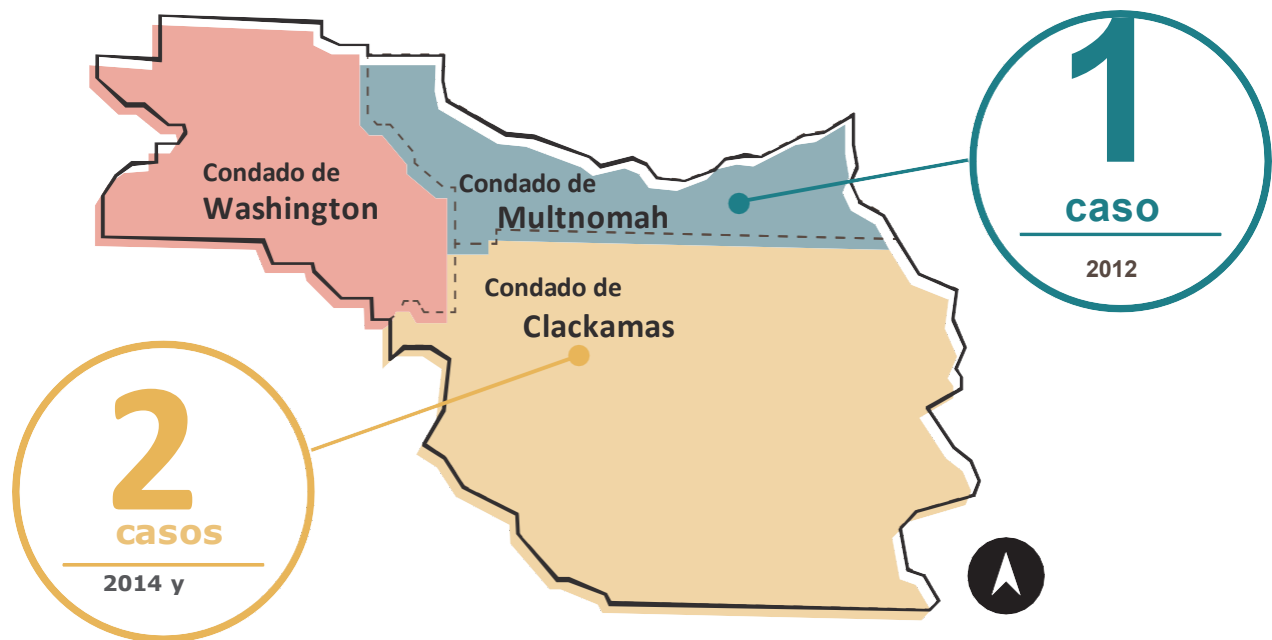 1
caso
2012
Condado de
Washington
Condado de
Multnomah
Condado de
Clackamas
2
casos
2014 y